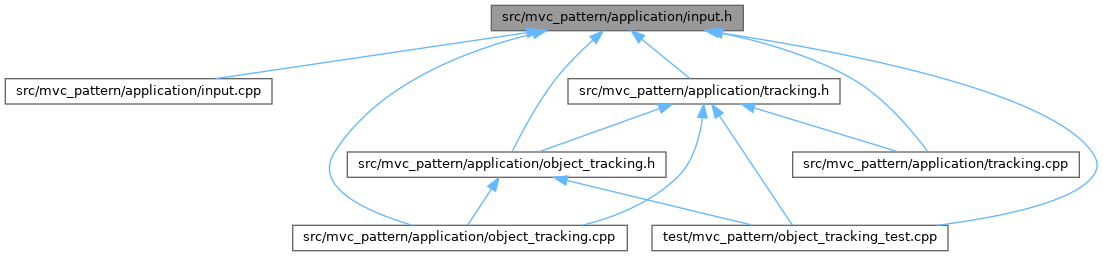 src/mvc_pattern/application/input.h
src/mvc_pattern/application/input.cpp
src/mvc_pattern/application/tracking.h
src/mvc_pattern/application/object_tracking.h
src/mvc_pattern/application/tracking.cpp
src/mvc_pattern/application/object_tracking.cpp
test/mvc_pattern/object_tracking_test.cpp